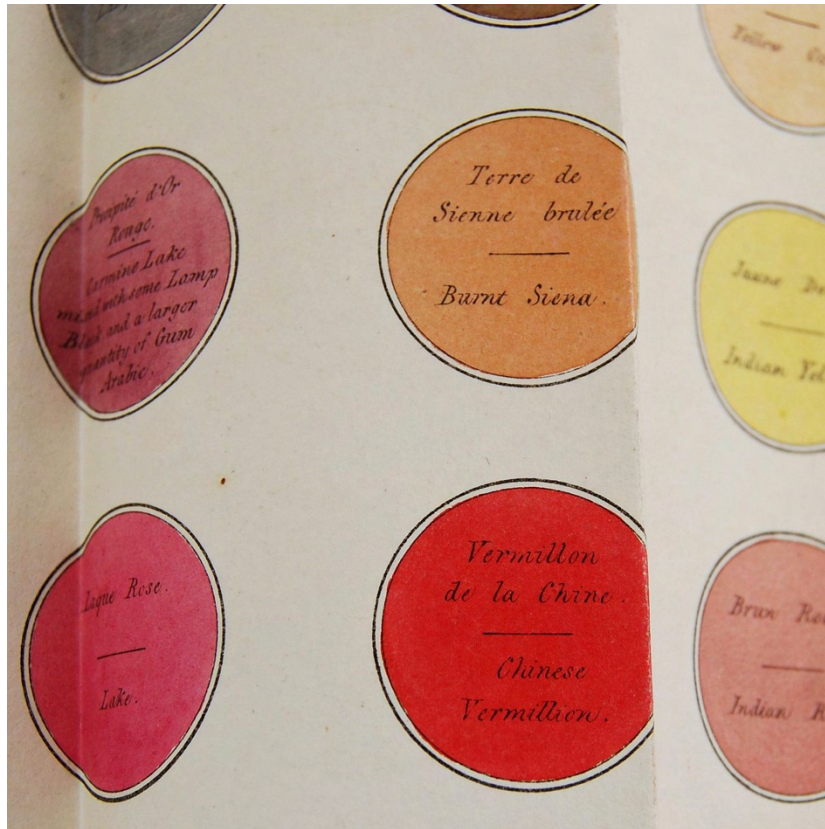 Yellow
Precipité d'Or
Rouge.
Carmine Lake
mixed with some Lamp
Black and a larger
quantity of Gum
Arabic.
Terre de
Sienne brulée
Burnt Siena.
Jaune
Indian
Laque Rose.
Lake.
Vermillon
de la Chine.
Chinese
Vermillion.
Brun
Indian